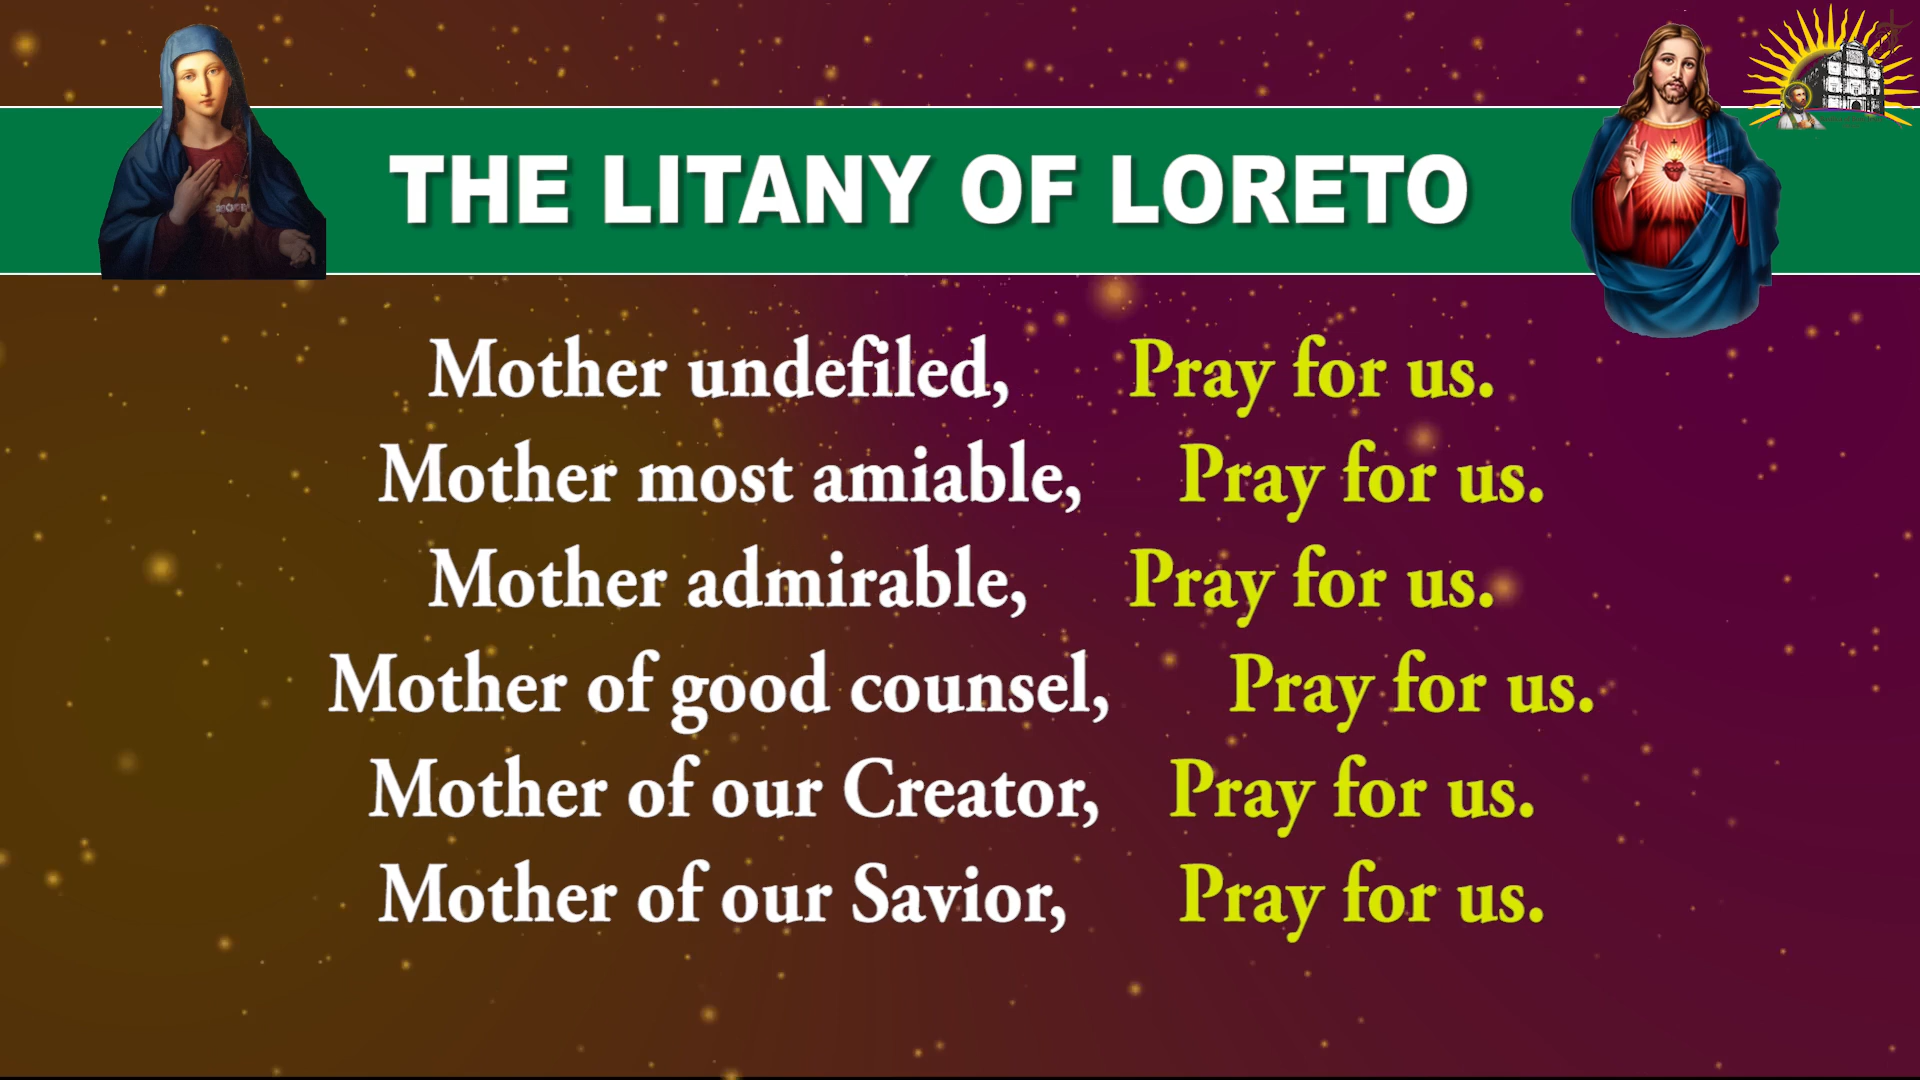 THE LITANY OF LORETO
Mother undefiled, Pray for us.
Mother most amiable, Pray for us.
Mother admirable, Pray for us.
Mother of good counsel, Pray for us.
Mother of our Creator, Pray for us.
Mother of our Savior, Pray for us.